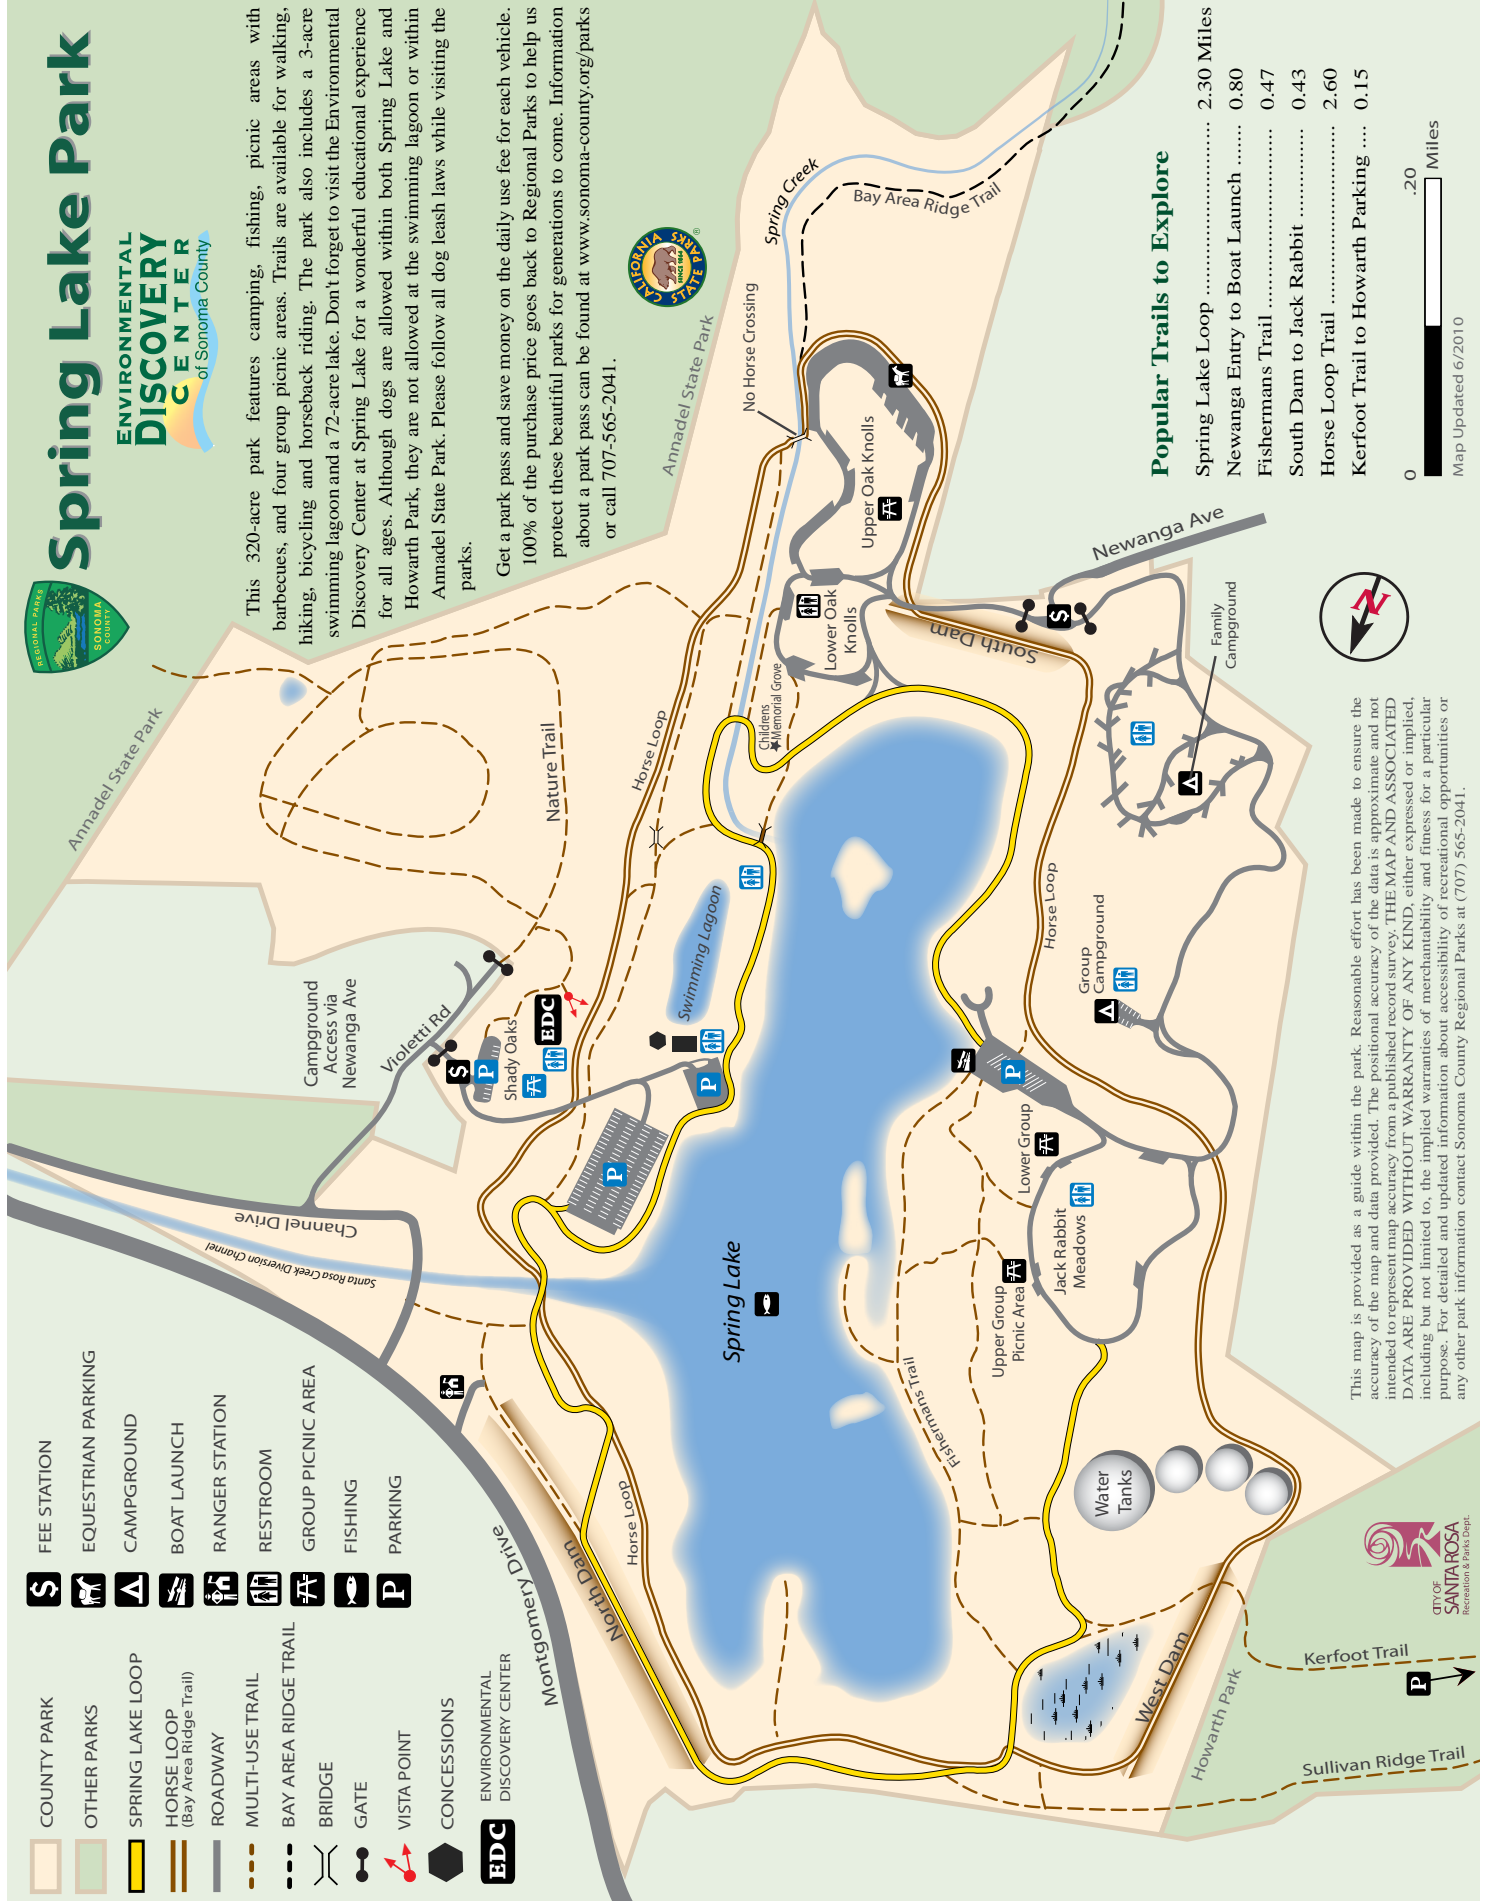 Spring Lake Park
REGIONAL PARKS
SONOMA
COUNTY
ENVIRONMENTAL
DISCOVERY
CENTER
of Sonoma County
This 320-acre park features camping, fishing, picnic areas with
barbecues, and four group picnic areas. Trails are available for walking,
hiking, bicycling and horseback riding. The park also includes a 3-acre
swimming lagoon and a 72-acre lake. Don't forget to visit the Environmental
Discovery Center at Spring Lake for a wonderful educational experience
for all ages. Although dogs are allowed within both Spring Lake and
Howarth Park, they are not allowed at the swimming lagoon or within
Annadel State Park. Please follow all dog leash laws while visiting the
parks.
Get a park pass and save money on the daily use fee for each vehicle.
100% of the purchase price goes back to Regional Parks to help us
protect these beautiful parks for generations to come. Information
about a park pass can be found at www.sonoma-county.org/parks
or call 707-565-2041.
CALIFORNIA
STATE PARKS
SINCE 1864
®
COUNTY PARK
OTHER PARKS
SPRING LAKE LOOP
HORSE LOOP
(Bay Area Ridge Trail)
ROADWAY
MULTI-USE TRAIL
BAY AREA RIDGE TRAIL
BRIDGE
GATE
VISTA POINT
CONCESSIONS
EDC
ENVIRONMENTAL
DISCOVERY CENTER
$
FEE STATION
EQUESTRIAN PARKING
CAMPGROUND
BOAT LAUNCH
RANGER STATION
RESTROOM
GROUP PICNIC AREA
FISHING
P
PARKING
Annadel State Park
Annadel State Park
Nature Trail
Campground
Access via
Newanga Ave
Violetti Rd
Channel Drive
Santa Rosa Creek Diversion Channel
Montgomery Drive
$
P
Shady Oaks
EDC
Horse Loop
P
P
Swimming Lagoon
No Horse Crossing
Spring Creek
Bay Area Ridge Trail
Childrens
Memorial Grove
Lower Oak
Knolls
Upper Oak Knolls
South Dam
Newanga Ave
$
Family
Campground
Spring Lake
North Dam
Horse Loop
Horse Loop
Group
Campground
P
Lower Group
Jack Rabbit
Meadows
Upper Group
Picnic Area
Fishermans Trail
Water
Tanks
West Dam
Howarth Park
Kerfoot Trail
P
Sullivan Ridge Trail
CITY OF
SANTA ROSA
Recreation & Parks Dept.
N
Popular Trails to Explore
Spring Lake Loop ................................ 2.30 Miles
Newanga Entry to Boat Launch ....... 0.80
Fishermans Trail ............................... 0.47
South Dam to Jack Rabbit ............... 0.43
Horse Loop Trail ............................... 2.60
Kerfoot Trail to Howarth Parking .... 0.15
0
.20
Miles
Map Updated 6/2010
This map is provided as a guide within the park. Reasonable effort has been made to ensure the
accuracy of the map and data provided. The positional accuracy of the data is approximate and not
intended to represent map accuracy from a published record survey. THE MAP AND ASSOCIATED
DATA ARE PROVIDED WITHOUT WARRANTY OF ANY KIND, either expressed or implied,
including but not limited to, the implied warranties of merchantability and fitness for a particular
purpose. For detailed and updated information about accessibility of recreational opportunities or
any other park information contact Sonoma County Regional Parks at (707) 565-2041.